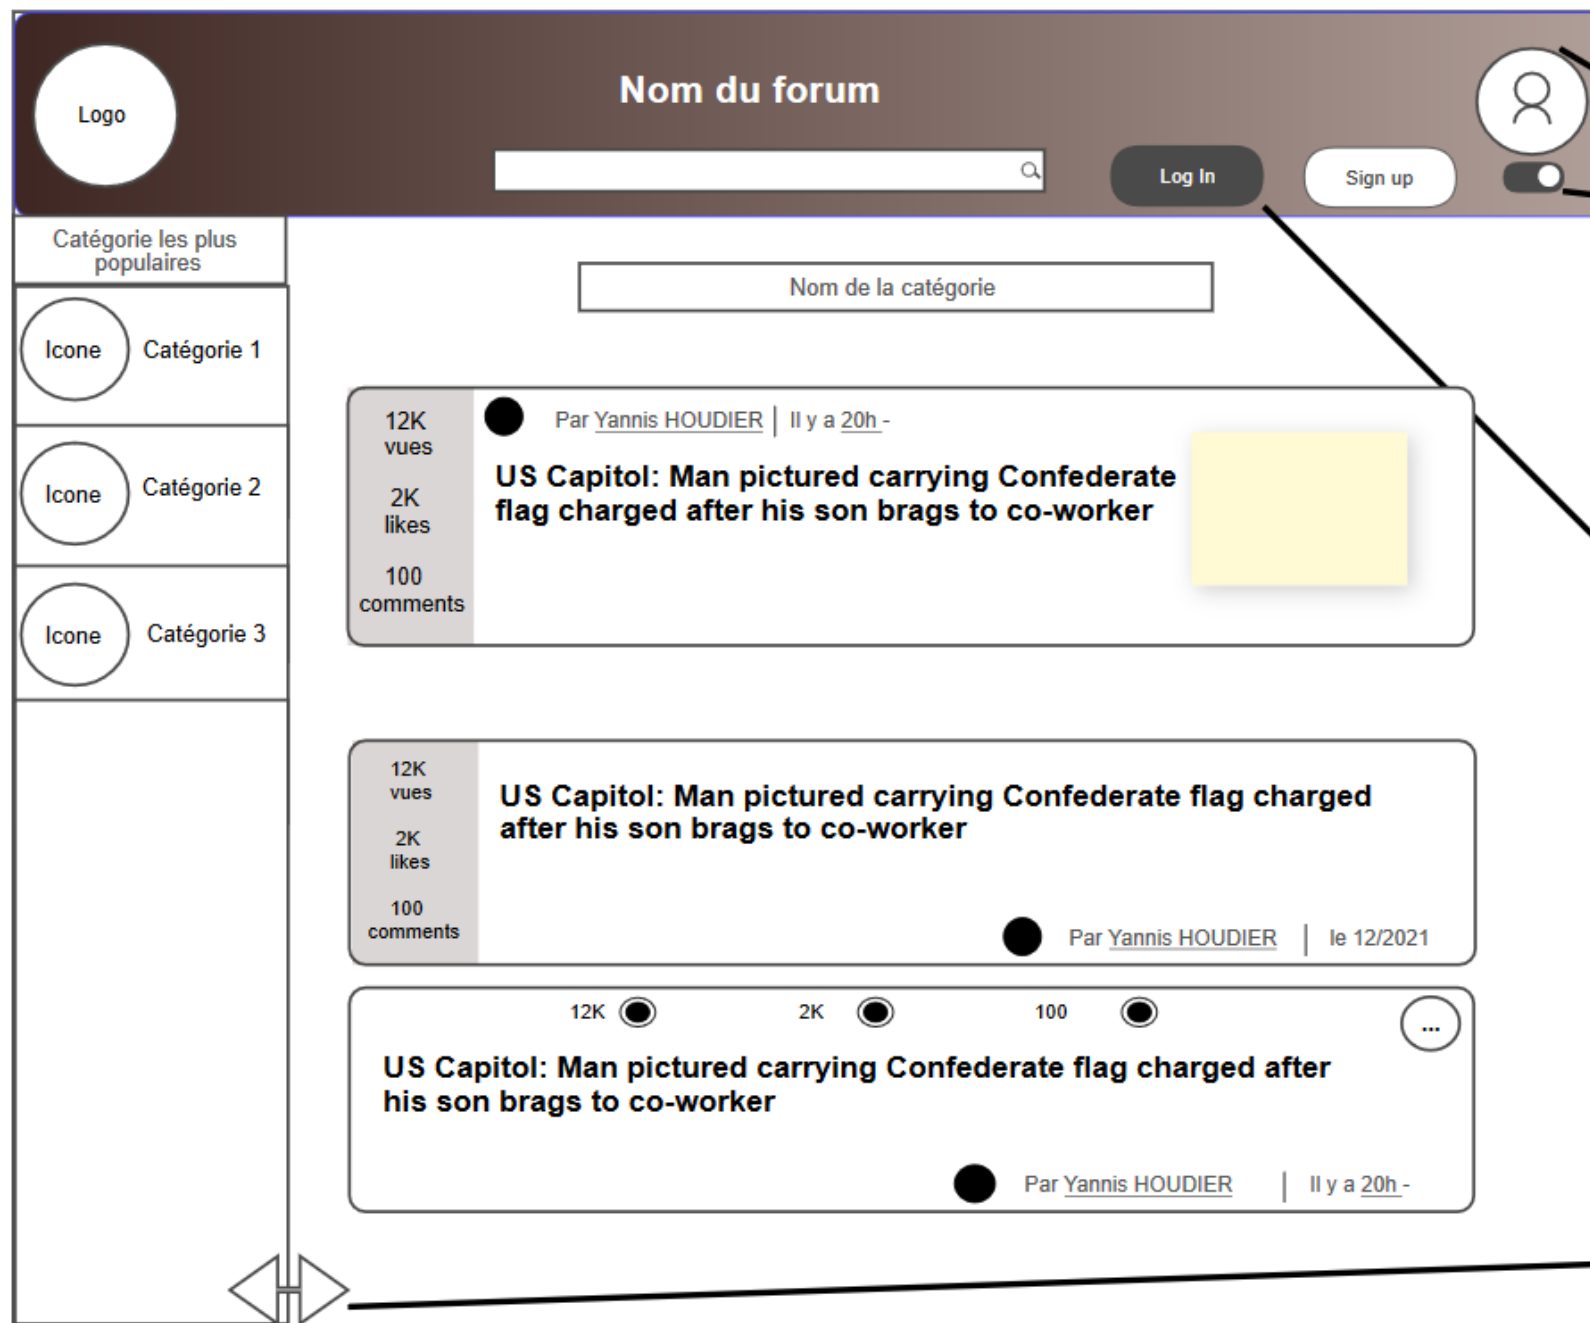 Nom du forum
Logo
Log In
Sign up
Catégorie les plus
populaires
Icone
Catégorie 1
Icone
Catégorie 2
Icone
Catégorie 3
Nom de la catégorie
12K
vues
2K
likes
100
comments
Par Yannis HOUDIER | Il y a 20h -
US Capitol: Man pictured carrying Confederate
flag charged after his son brags to co-worker
12K
vues
2K
likes
100
comments
US Capitol: Man pictured carrying Confederate flag charged
after his son brags to co-worker
Par Yannis HOUDIER | le 12/2021
12K
2K
100
...
US Capitol: Man pictured carrying Confederate flag charged after
his son brags to co-worker
Par Yannis HOUDIER | Il y a 20h -